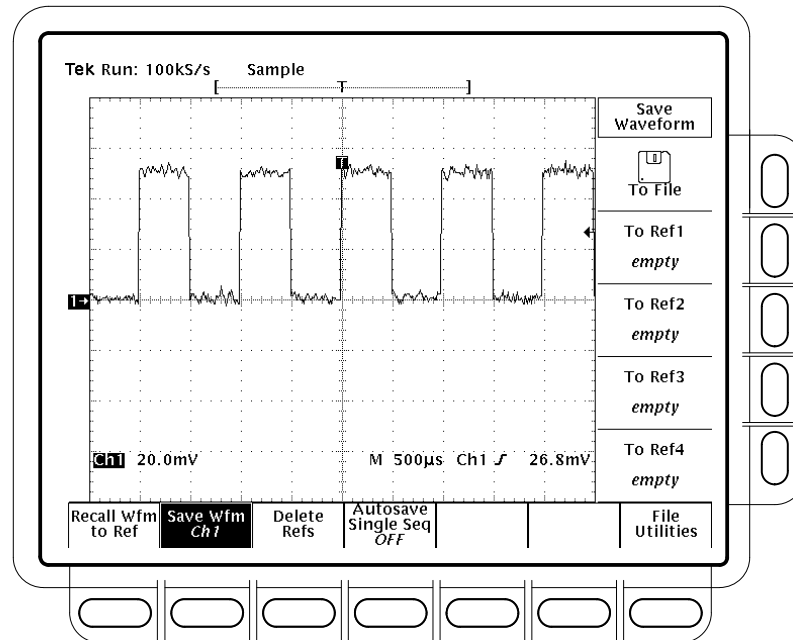 Tek Run: 100kS/s Sample
[ T ]
Save
Waveform
T
To File
To Ref1
empty
1→
To Ref2
empty
To Ref3
empty
To Ref4
empty
Ch1 20.0mV M 500µs Ch1 26.8mV
Recall Wfm
to Ref
Save Wfm
Ch1
Delete
Refs
Autosave
Single Seq
OFF
File
Utilities